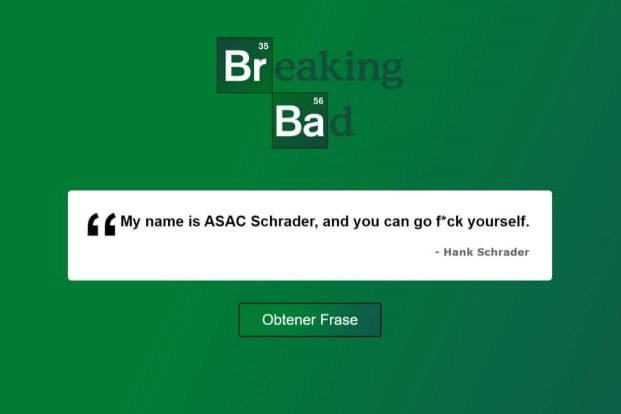 35
Breaking
56
Bad
“ My name is ASAC Schrader, and you can go f*ck yourself.
- Hank Schrader
Obtener Frase